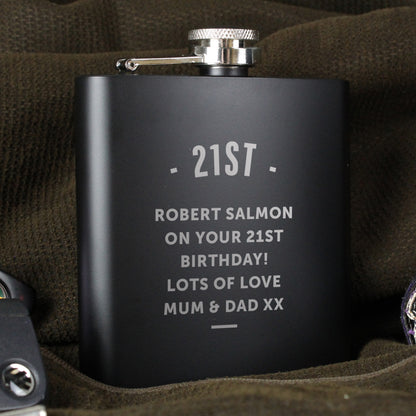 - 21ST -
ROBERT SALMON
ON YOUR 21ST
BIRTHDAY!
LOTS OF LOVE
MUM & DAD XX